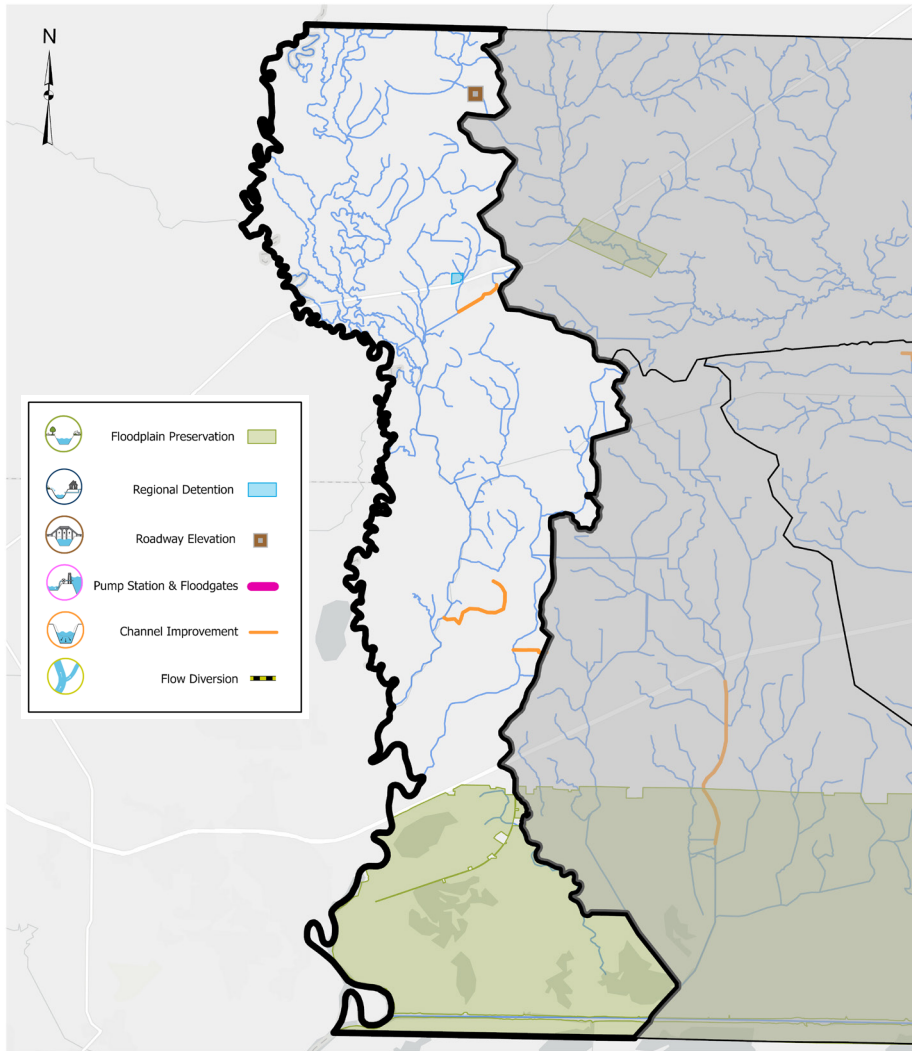 N
Floodplain Preservation
Regional Detention
Roadway Elevation
Pump Station & Floodgates
Channel Improvement
Flow Diversion